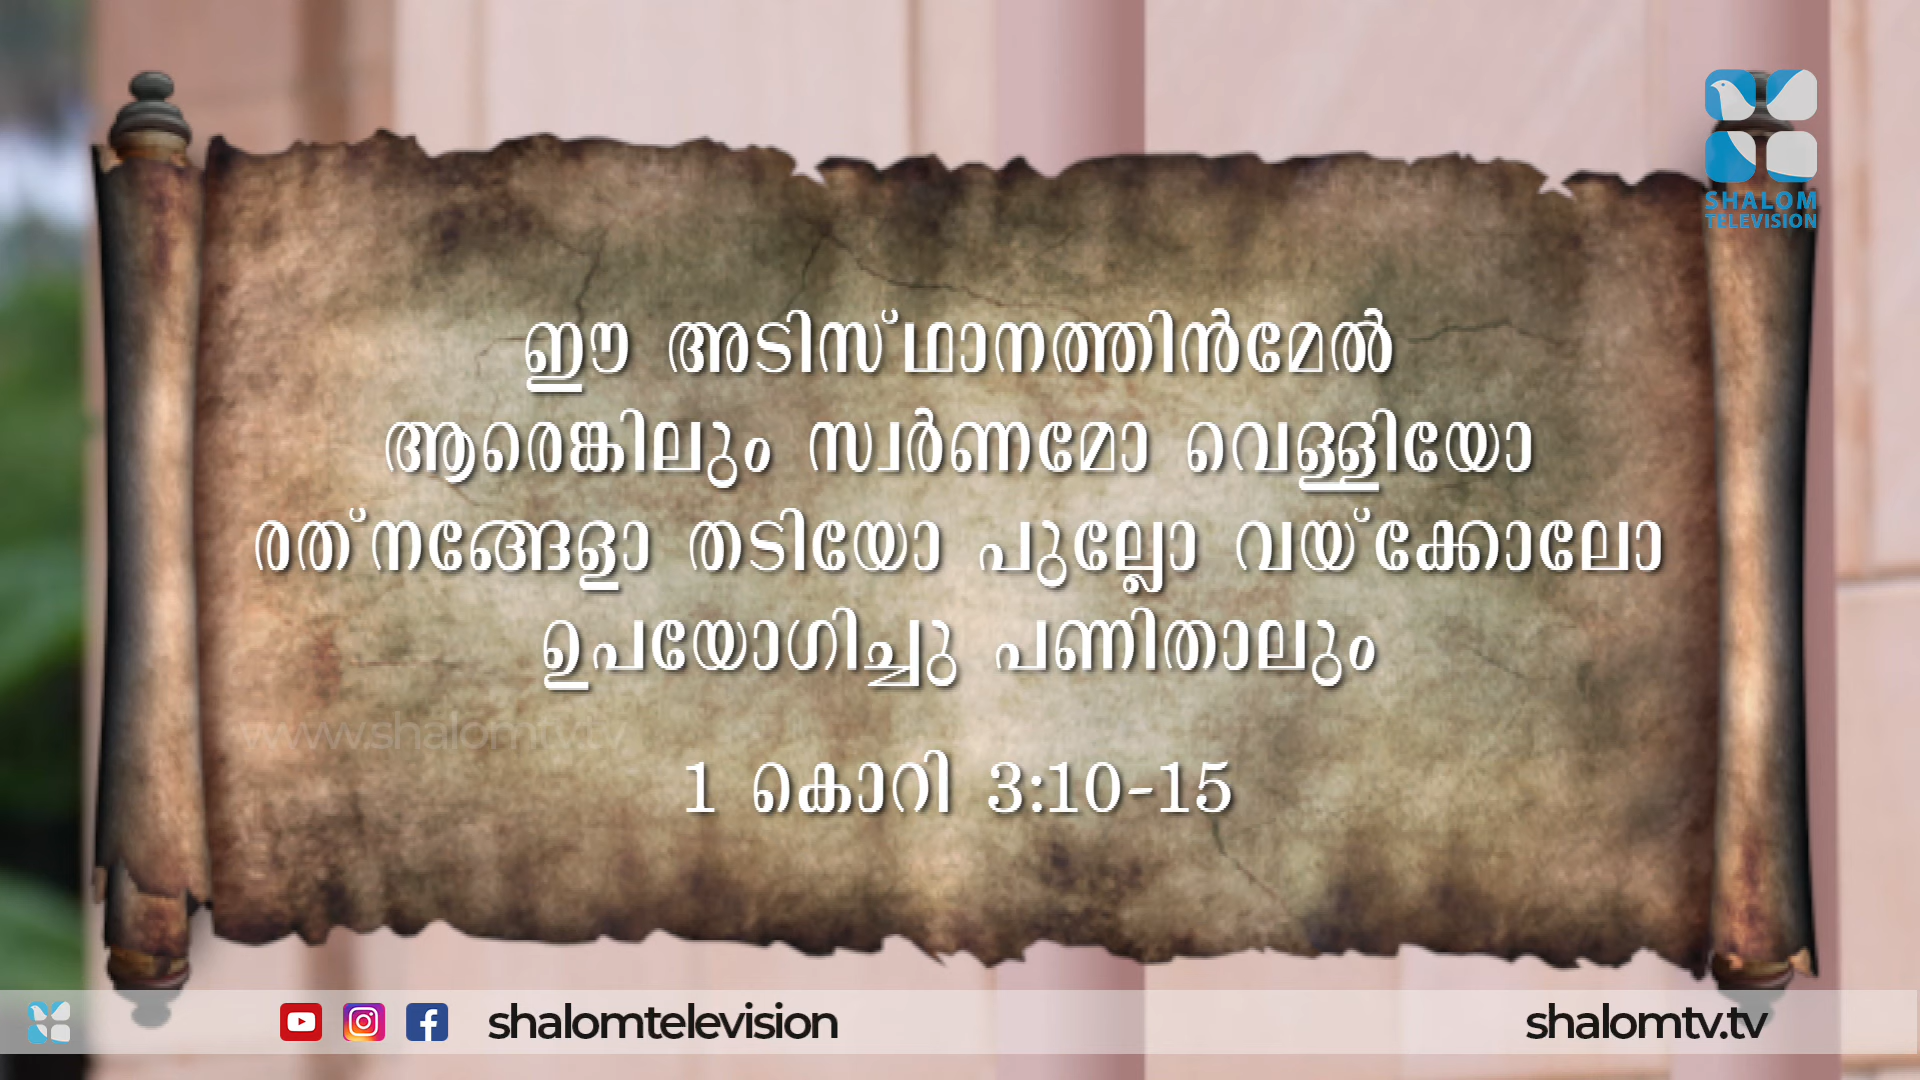 SHALOM
TELEVISION
ഈ അടിസ്ഥാനത്തിൻമേൽ
ആരെങ്കിലും സ്വർണമോ വെള്ളിയോ
രത്നങ്ങളോ തടിയോ പുല്ലോ വയ്ക്കോലോ
ഉപയോഗിച്ചു പണിതാലും
www.shalomtv.tv
1 കൊറി 3:10-15
shalomtelevision
shalomtv.tv